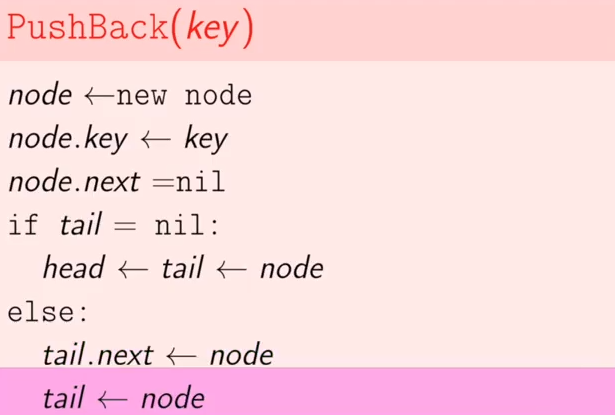 PushBack(key)
node ←new node
node.key ← key
node.next =nil
if tail = nil:
head ← tail ← node
else:
tail.next ← node
tail ← node